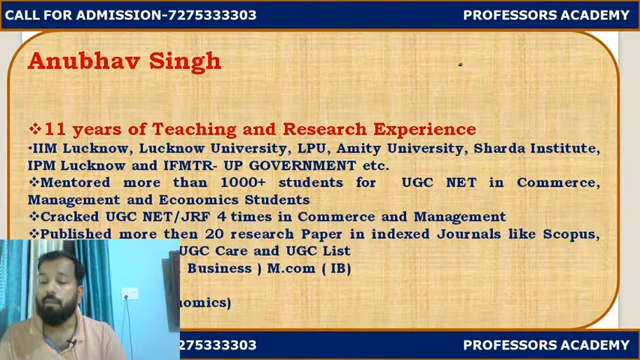 CALL FOR ADMISSION-7275333303 PROFESSORS ACADEMY
Anubhav Singh
❖11 years of Teaching and Research Experience
•IIM Lucknow, Lucknow University, LPU, Amity University, Sharda Institute,
IPM Lucknow and IFMTR- UP GOVERNMENT etc.
❖Mentored more than 1000+ students for UGC NET in Commerce,
Management and Economics Students
❖Cracked UGC NET/JRF 4 times in Commerce and Management
❖Published more then 20 research Paper in indexed Journals like Scopus,
UGC Care and UGC List
Business ) M.com ( IB)
omics)
275333303 PROFESSORS ACADEMY